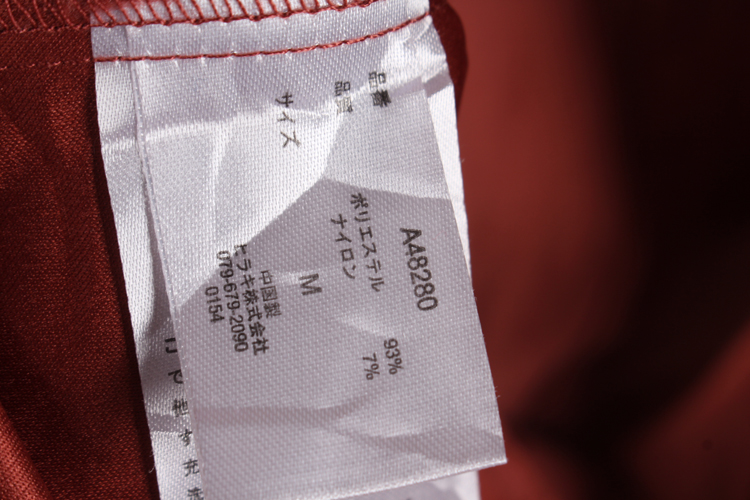 品番 A48280
品質 ポリエステル 93%
ナイロン 7%
サイズ M
中国製
ヒラキ株式会社
079-679-2090
0154